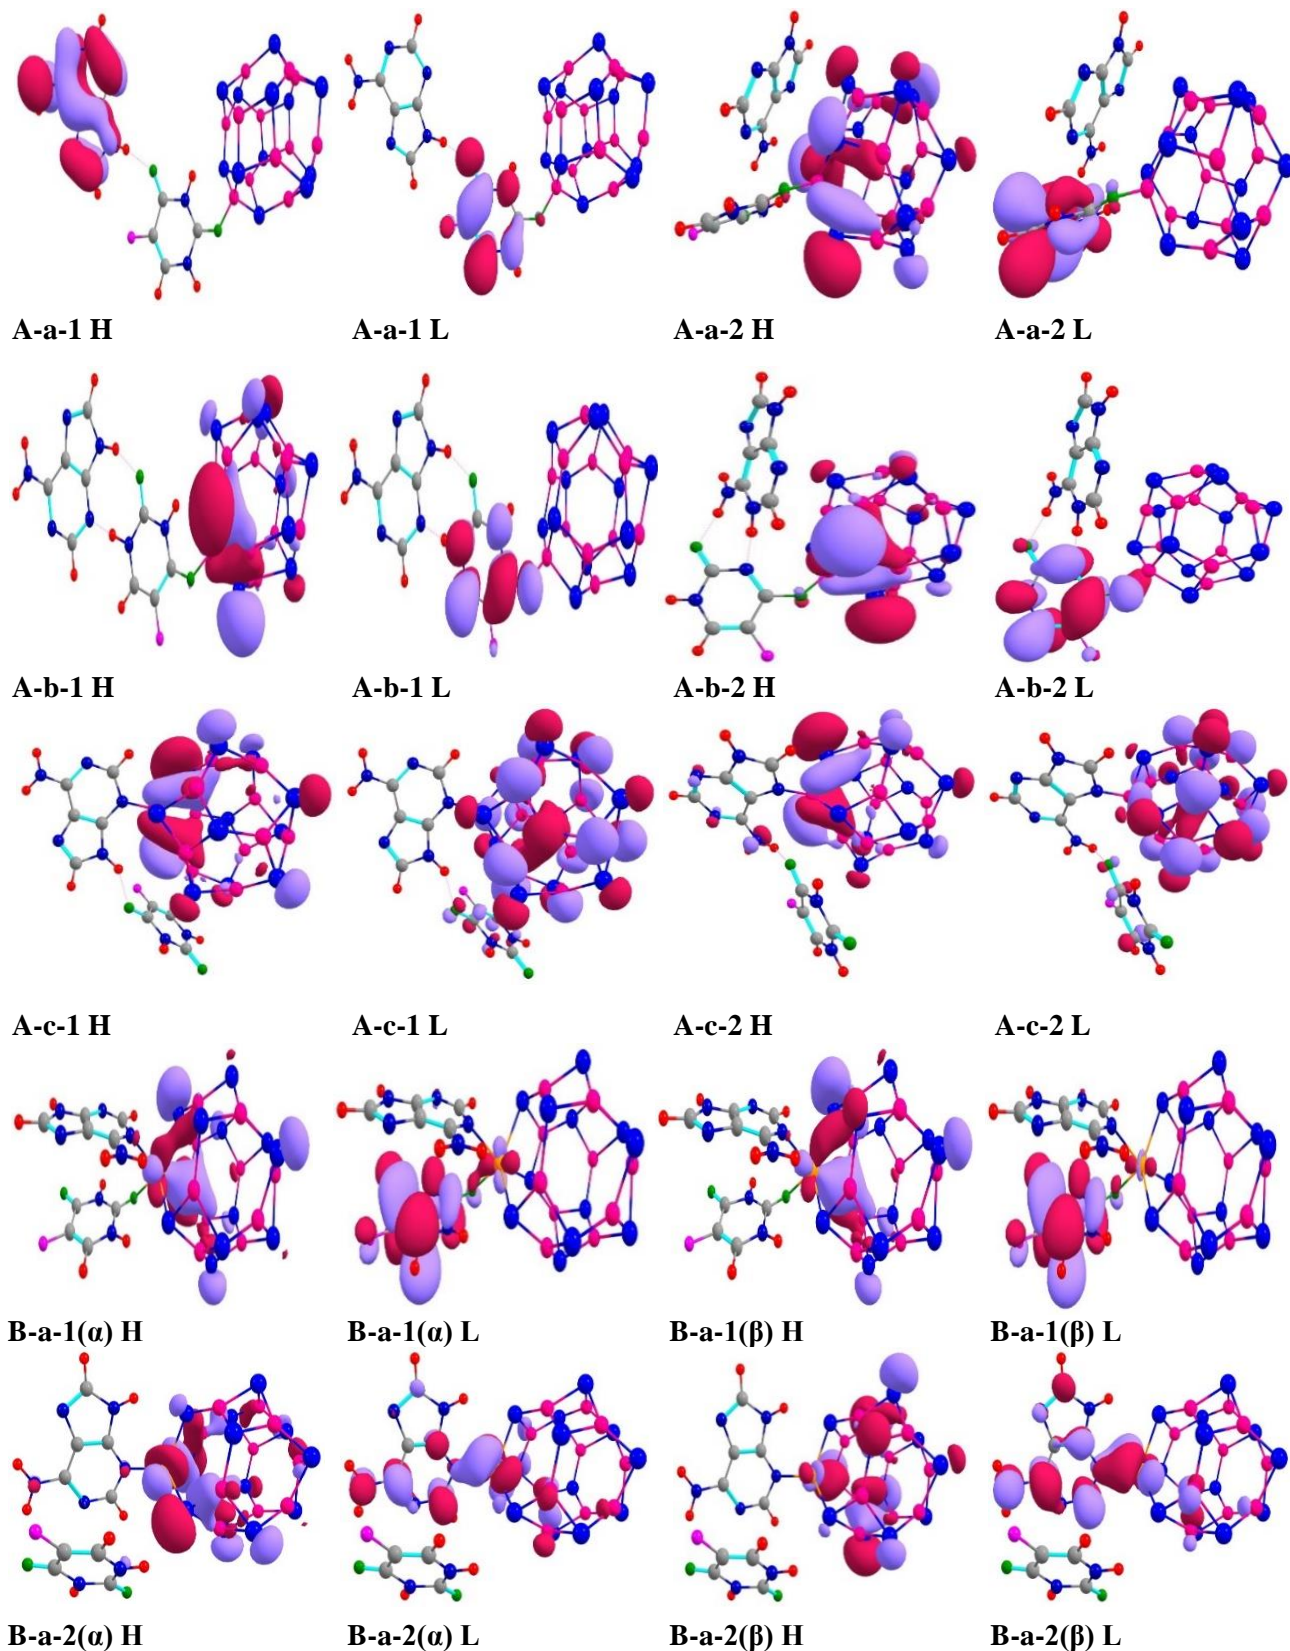 A-a-1 H A-a-1 L A-a-2 H A-a-2 L
A-b-1 H A-b-1 L A-b-2 H A-b-2 L
A-c-1 H A-c-1 L A-c-2 H A-c-2 L
B-a-1(α) H B-a-1(α) L B-a-1(β) H B-a-1(β) L
B-a-2(α) H B-a-2(α) L B-a-2(β) H B-a-2(β) L